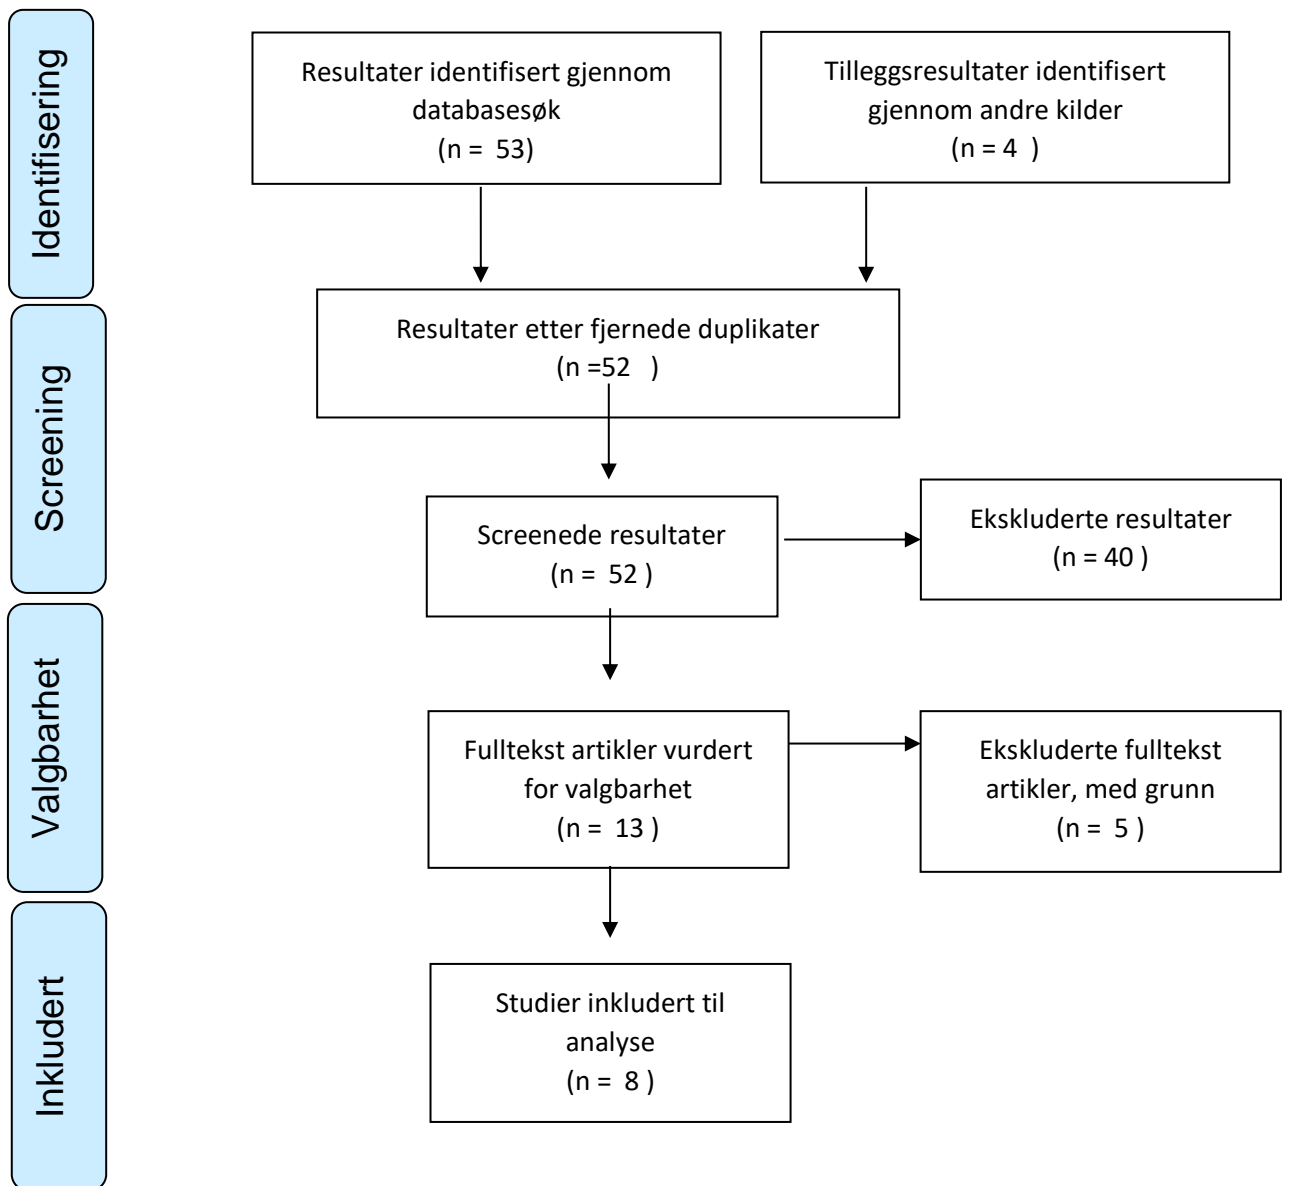 Identifisering
Resultater identifisert gjennom
databasesøk
(n = 53)
Tilleggsresultater identifisert
gjennom andre kilder
(n = 4 )
Resultater etter fjernede duplikater
(n =52 )
Screening
Screenede resultater
(n = 52 )
Ekskluderte resultater
(n = 40 )
Valgbarhet
Fulltekst artikler vurdert
for valgbarhet
(n = 13 )
Ekskluderte fulltekst
artikler, med grunn
(n = 5 )
Inkludert
Studier inkludert til
analyse
(n = 8 )